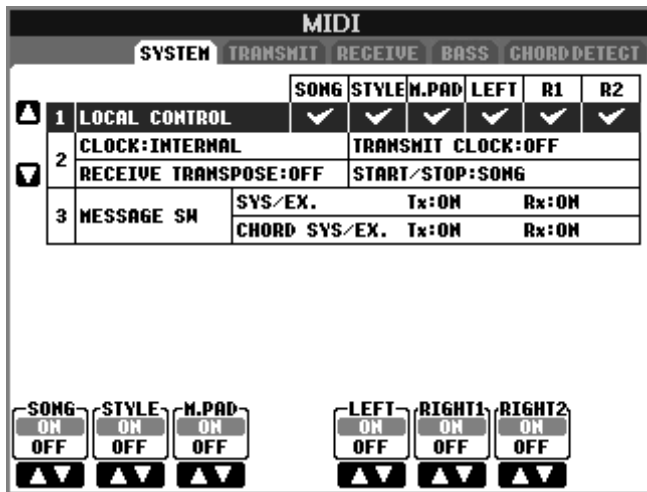 MIDI
SYSTEM TRANSMIT RECEIVE BASS CHORD DETECT
SONG STYLE M.PAD LEFT R1 R2
1 LOCAL CONTROL
2 CLOCK:INTERNAL TRANSMIT CLOCK:OFF
RECEIVE TRANSPOSE:OFF START/STOP:SONG
3 MESSAGE SW SYS/EX. Tx:ON Rx:ON
CHORD SYS/EX. Tx:ON Rx:ON
SONG STYLE M.PAD LEFT RIGHT1 RIGHT2
ON ON ON ON ON ON
OFF OFF OFF OFF OFF OFF